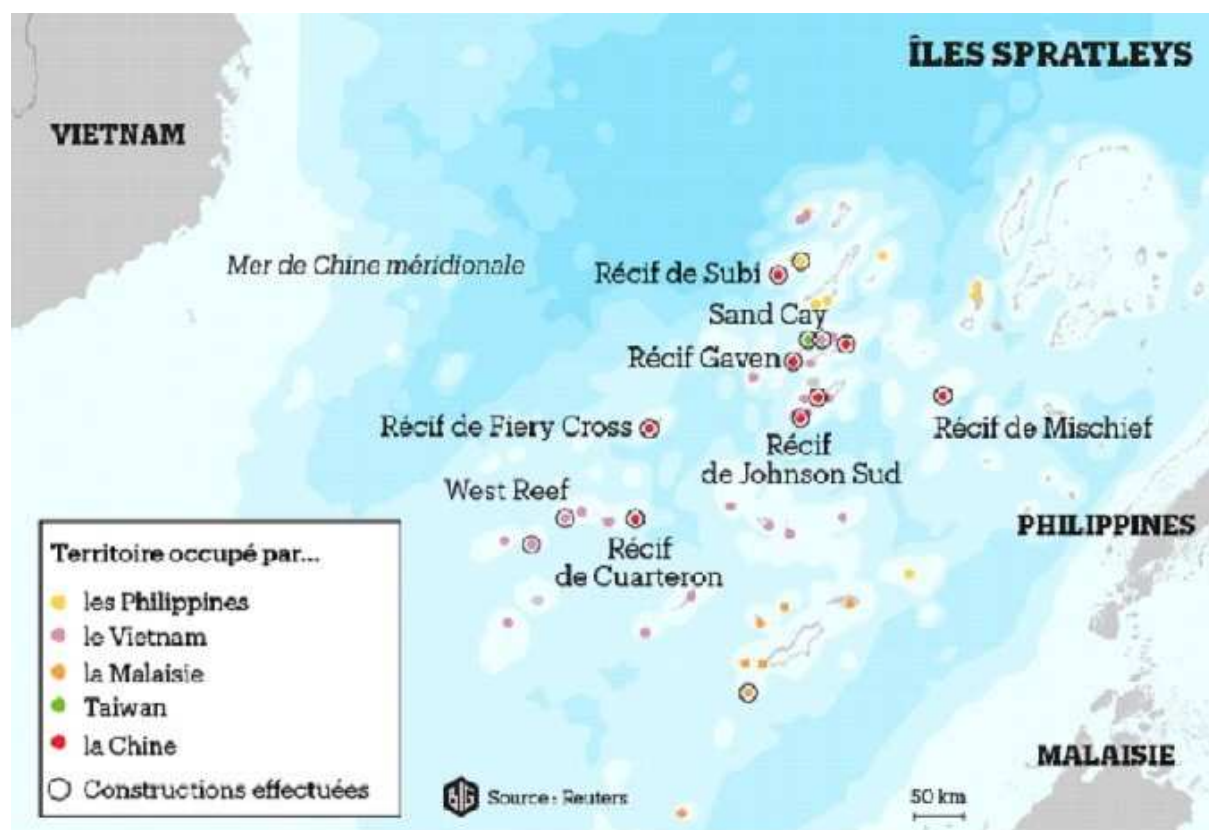 ÎLES SPRATLEYS
VIETNAM
Mer de Chine méridionale
Récif de Subi
Sand Cay
Récif Gaven
Récif de Fiery Cross
Récif
de Johnson Sud
Récif de Mischief
West Reef
Récif
de Cuarteron
PHILIPPINES
MALAISIE
Territoire occupé par...
les Philippines
le Vietnam
la Malaisie
Taiwan
la Chine
Constructions effectuées
BIG Source : Reuters
50 km